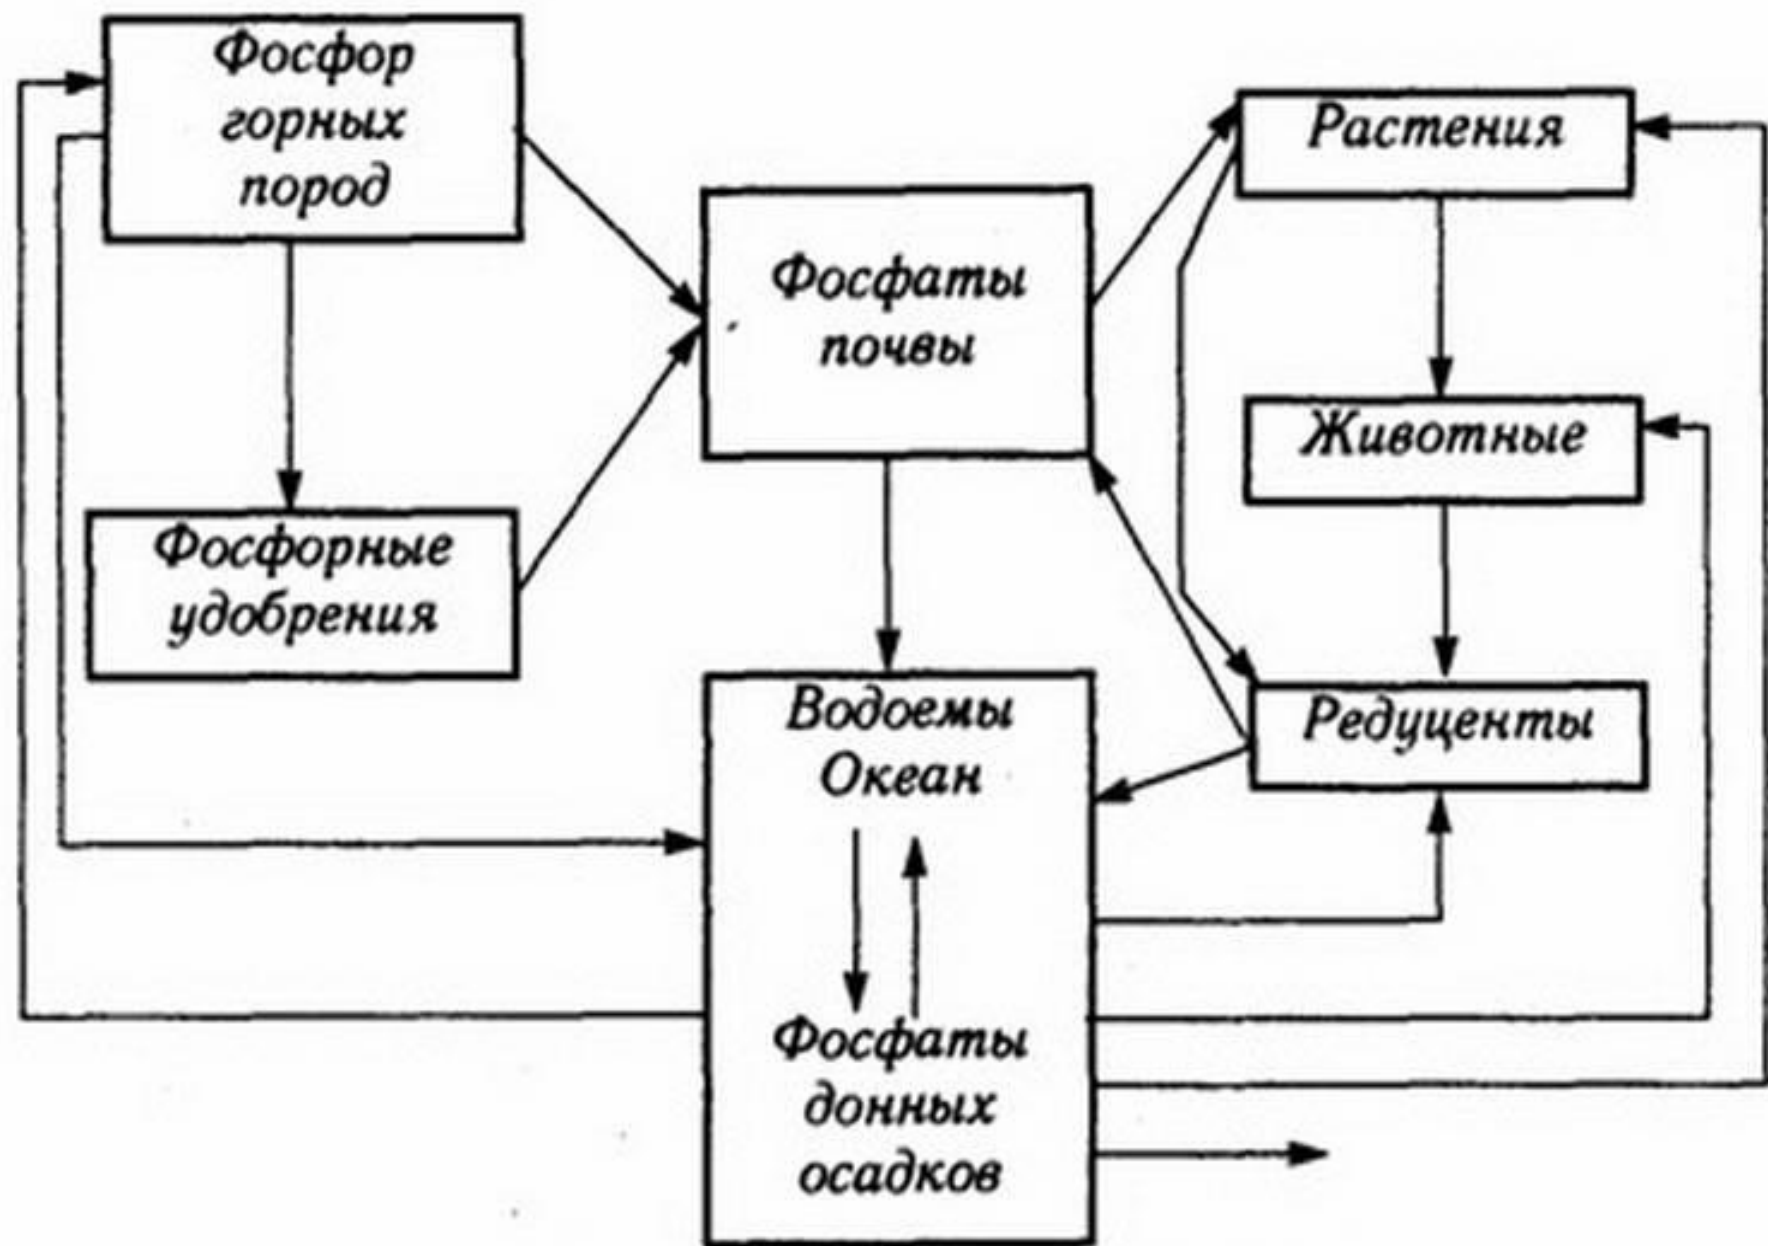 Фосфор
горных
пород
Растения
Фосфаты
почвы
Животные
Фосфорные
удобрения
Водоемы
Океан
Редуценты
Фосфаты
донных
осадков